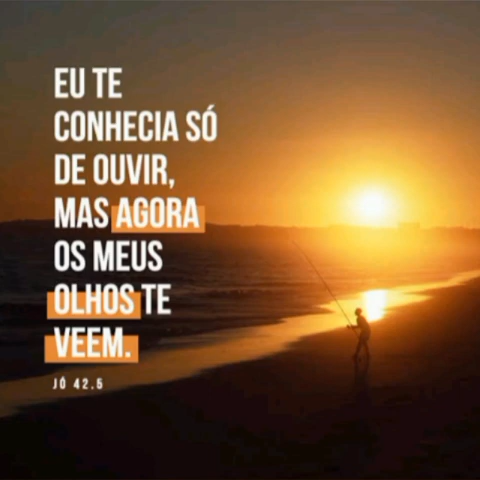 EU TE
CONHECIA SÓ
DE OUVIR,
MAS AGORA
OS MEUS
OLHOS TE
VEEM.
JÓ 42.5